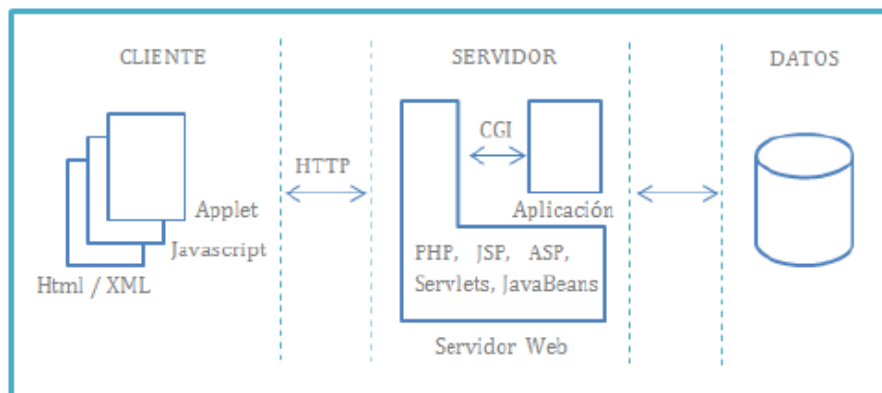 CLIENTE
SERVIDOR
DATOS
HTTP
CGI
Applet
Javascript
Html / XML
Aplicación
PHP, JSP, ASP,
Servlets, JavaBeans
Servidor Web